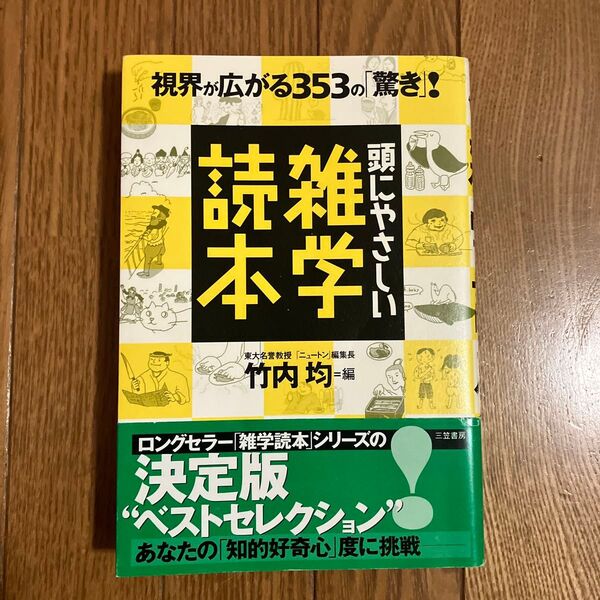 視界が広がる353の「驚き」!
頭にやさしい
雑学
読本
東大名誉教授 「ニュートン」編集長
竹内 均=編
ロングセラー「雑学読本」シリーズの
三笠書房
決定版
“ベストセレクション”
!
あなたの「知的好奇心」度に挑戦